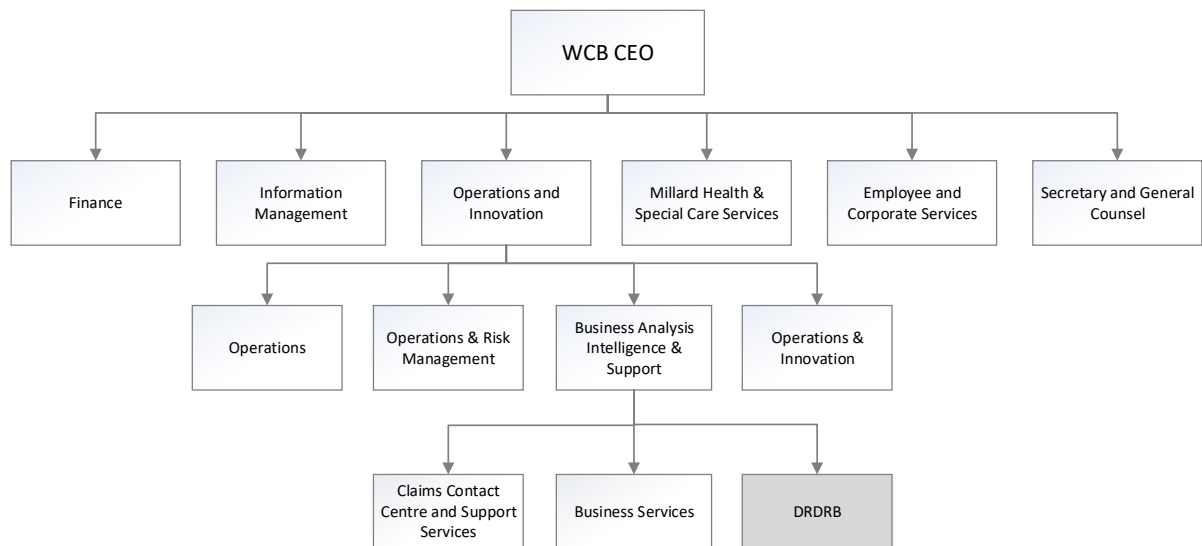 WCB CEO
Finance
Information
Management
Operations and
Innovation
Millard Health &
Special Care Services
Employee and
Corporate Services
Secretary and General
Counsel
Operations
Operations & Risk
Management
Business Analysis
Intelligence &
Support
Operations &
Innovation
Claims Contact
Centre and Support
Services
Business Services
DRDRB